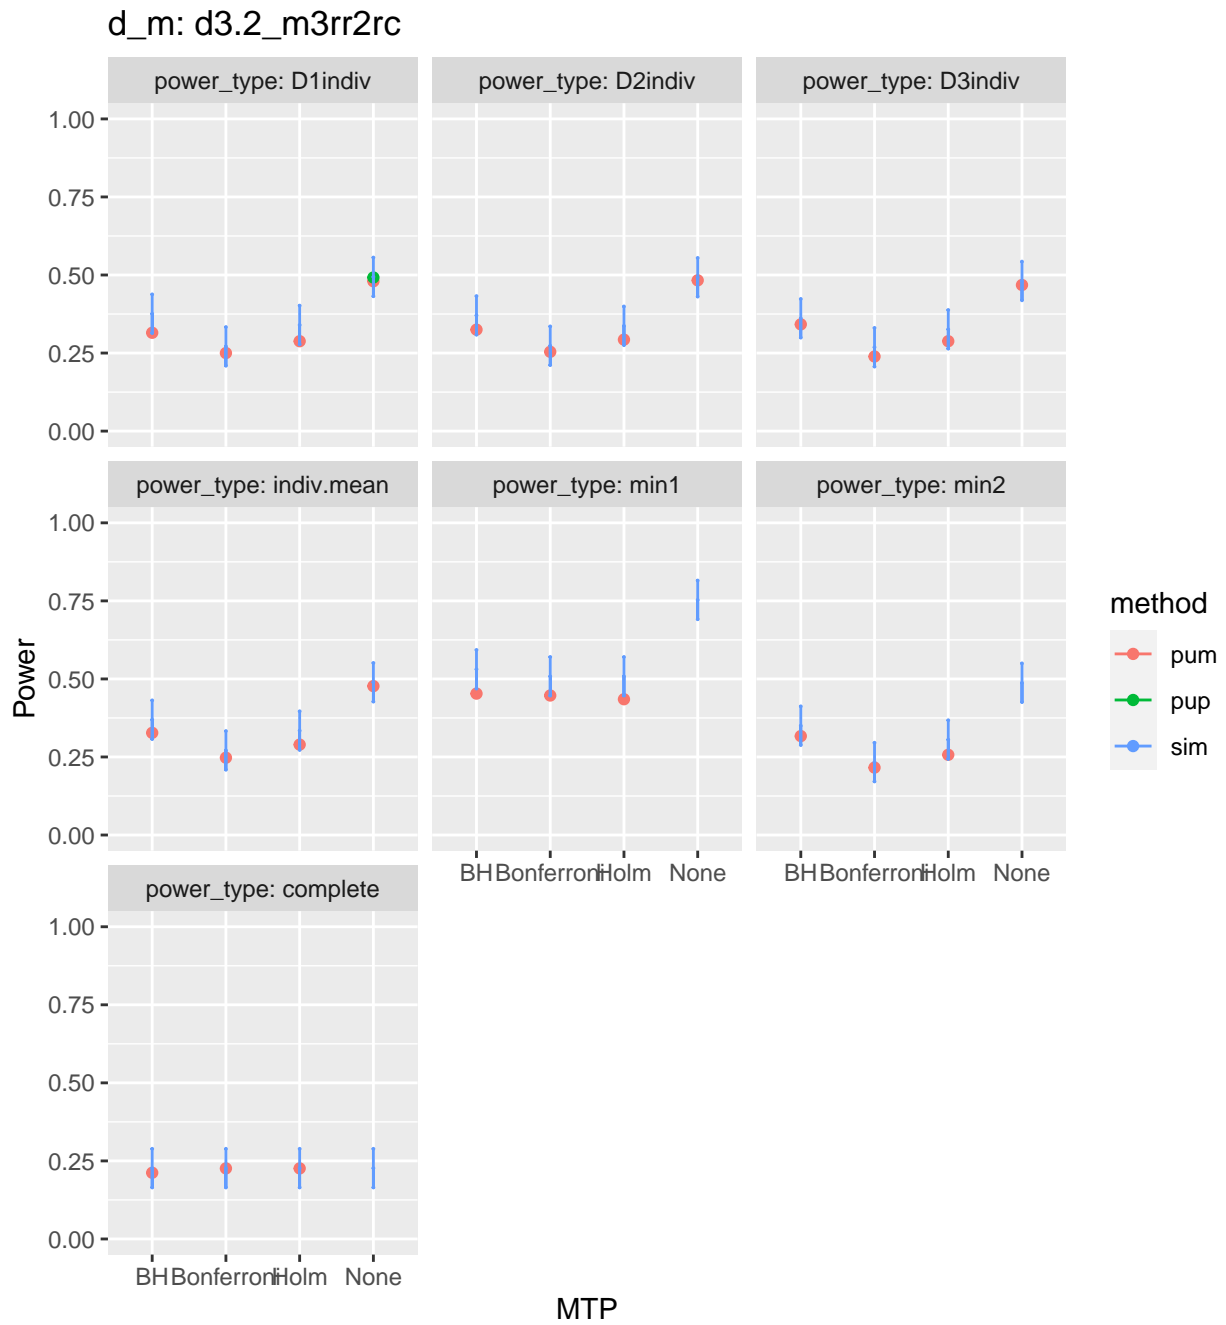 d_m: d3.2_m3rr2rc
power_type: D1indiv
power_type: D2indiv
power_type: D3indiv
1.00
0.75
0.50
0.25
0.00
power_type: indiv.mean
power_type: min1
power_type: min2
1.00
0.75
0.50
0.25
0.00
BH Bonferroni Holm None
BH Bonferroni Holm None
power_type: complete
1.00
0.75
0.50
0.25
0.00
BH Bonferroni Holm None
MTP
Power
method
pum
pup
sim